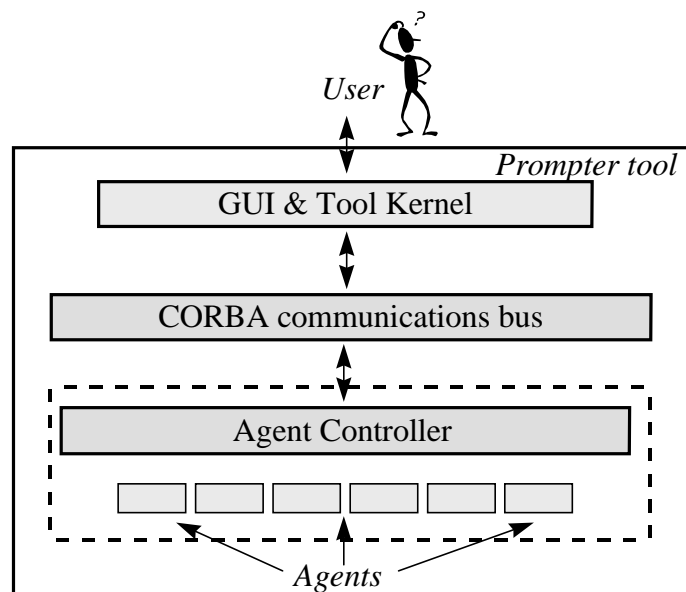 ?
User
Prompter tool
GUI & Tool Kernel
CORBA communications bus
Agent Controller
Agents